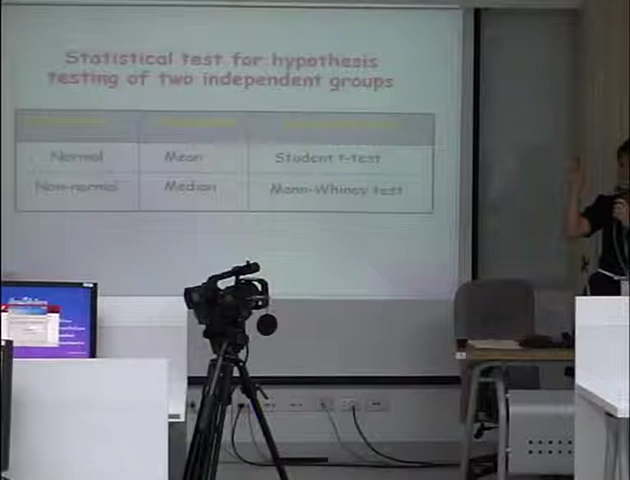 Statistical test for hypothesis
testing of two independent groups
Normal Mean Student t-test
Non-normal Median Mann-Whiney test